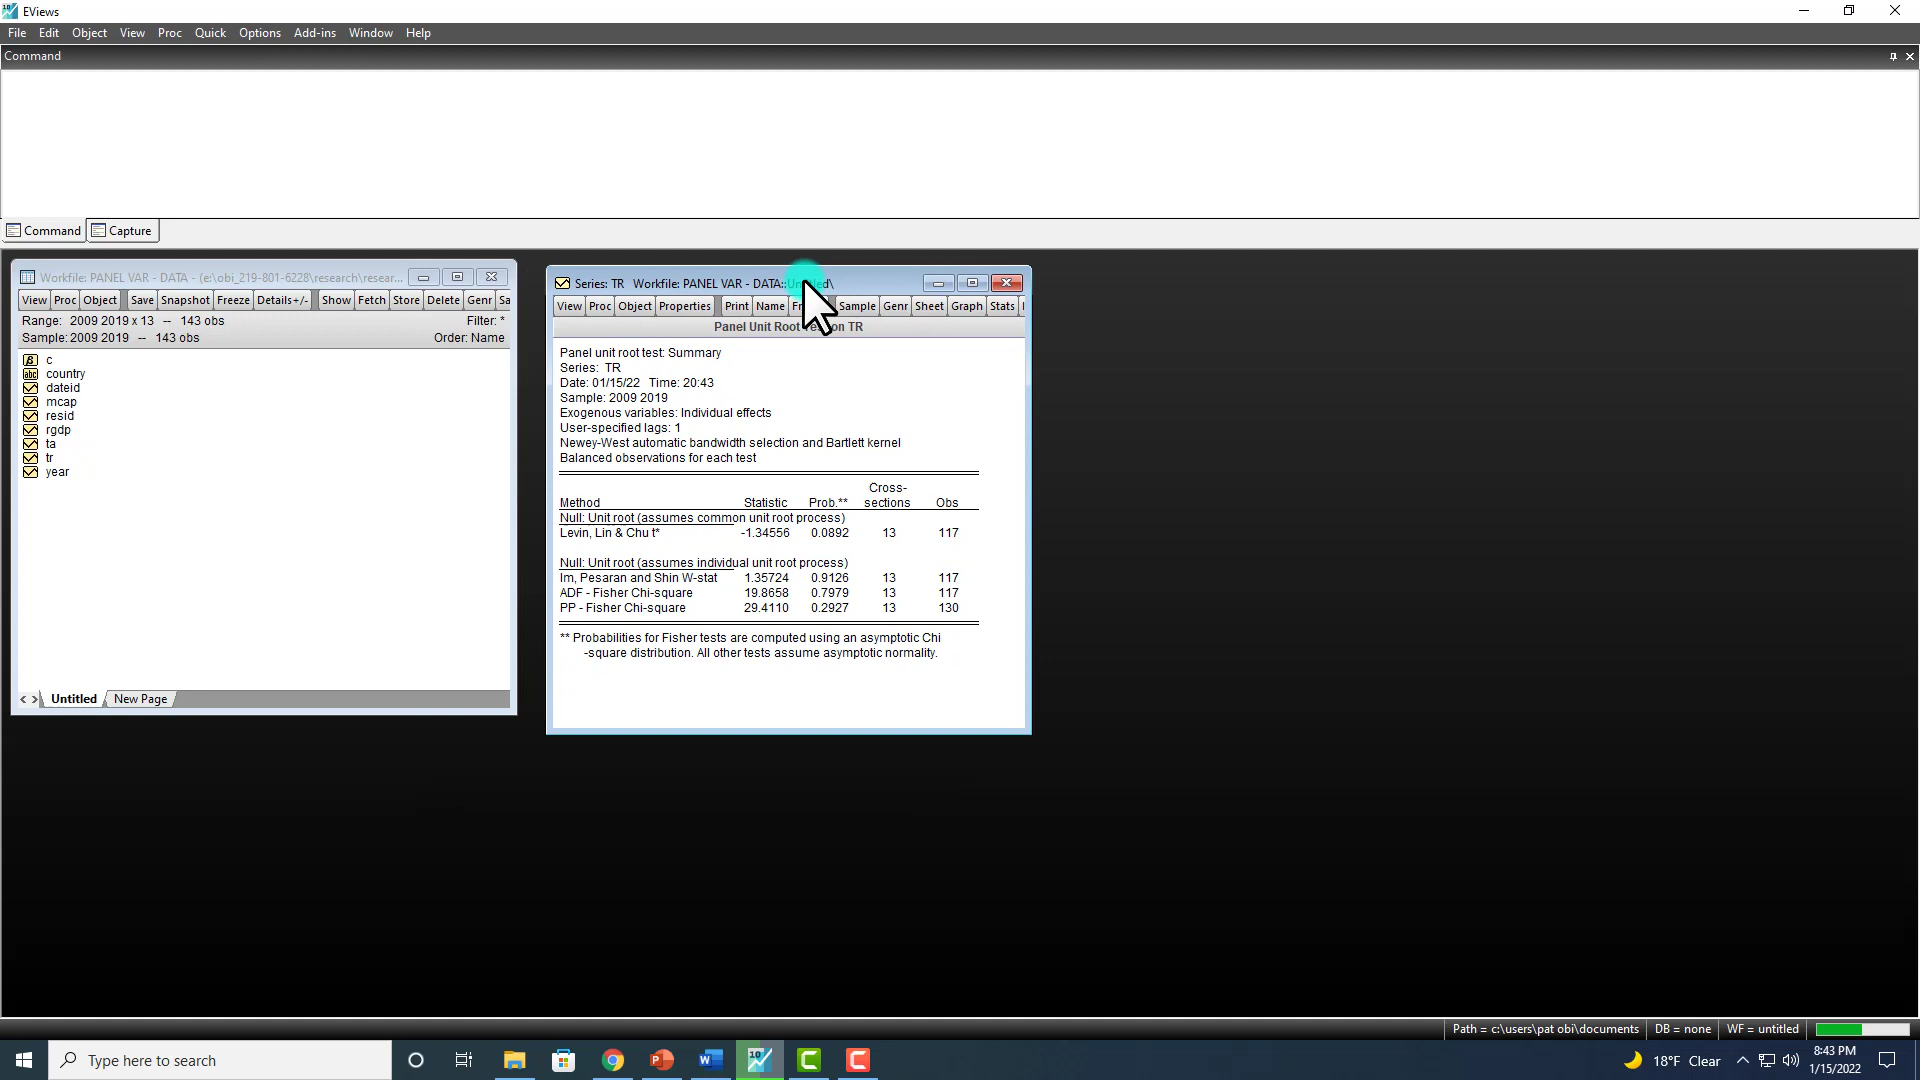 EViews
File Edit Object View Proc Quick Options Add-ins Window Help
Command
Command Capture
Workfile: PANEL VAR - DATA - (e:\obi_219-801-6228\research\resear...
View Proc Object Save Snapshot Freeze Details+/- Show Fetch Store Delete Genr Sa
Range: 2009 2019 x 13 -- 143 obs Filter: *
Sample: 2009 2019 -- 143 obs Order: Name
c
country
dateid
mcap
resid
rgdp
ta
tr
year
Untitled New Page
Series: TR Workfile: PANEL VAR - DATA::Untitled\
View Proc Object Properties Print Name Sample Genr Sheet Graph Stats
Panel Unit Root on TR
Panel unit root test: Summary
Series: TR
Date: 01/15/22 Time: 20:43
Sample: 2009 2019
Exogenous variables: Individual effects
User-specified lags: 1
Newey-West automatic bandwidth selection and Bartlett kernel
Balanced observations for each test
Cross-
Method Statistic Prob.** sections Obs
Null: Unit root (assumes common unit root process)
Levin, Lin & Chu t* -1.34556 0.0892 13 117
Null: Unit root (assumes individual unit root process)
Im, Pesaran and Shin W-stat 1.35724 0.9126 13 117
ADF - Fisher Chi-square 19.8658 0.7979 13 117
PP - Fisher Chi-square 29.4110 0.2927 13 130
** Probabilities for Fisher tests are computed using an asymptotic Chi
-square distribution. All other tests assume asymptotic normality.
Path = c:\users\pat obi\documents DB = none WF = untitled
Type here to search
18°F Clear
8:43 PM
1/15/2022